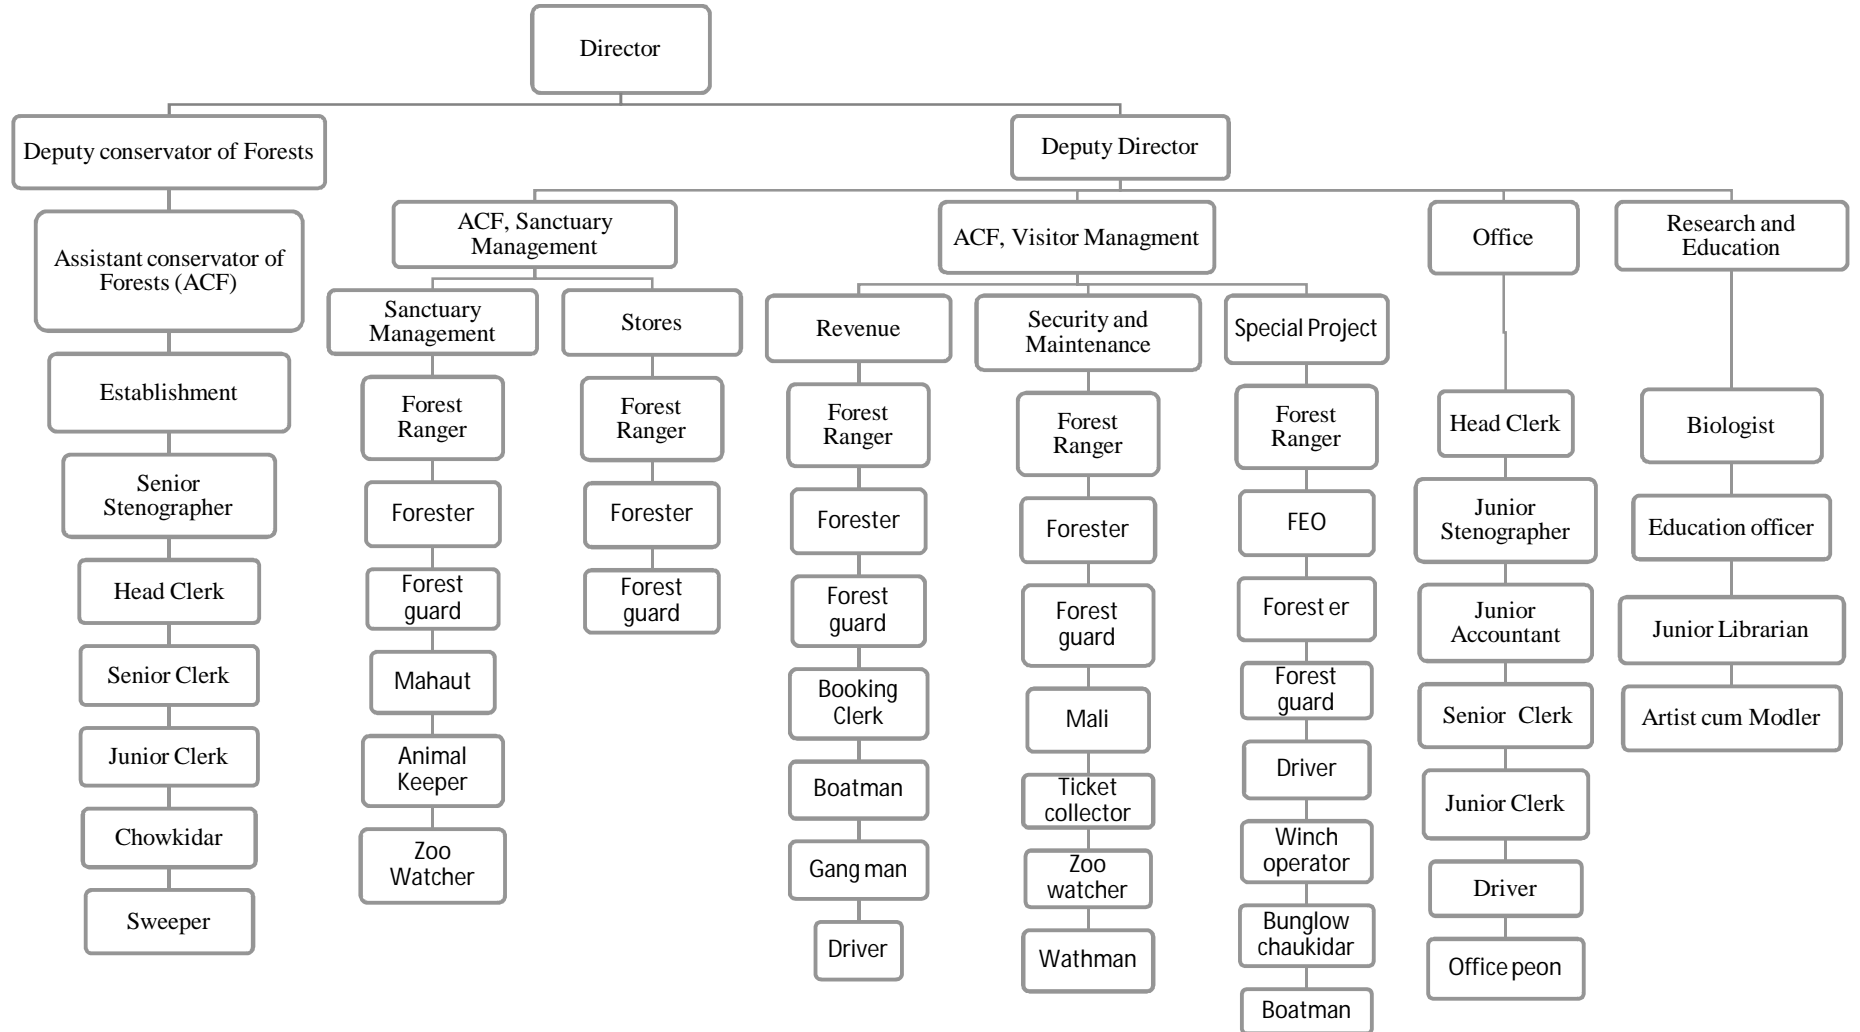 Director
Deputy conservator of Forests
Deputy Director
Assistant conservator of
Forests (ACF)
Establishment
Senior
Stenographer
Head Clerk
Senior Clerk
Junior Clerk
Chowkidar
Sweeper
ACF, Sanctuary
Management
Sanctuary
Management
Forest
Ranger
Forester
Forest
guard
Mahaut
Animal
Keeper
Zoo
Watcher
Stores
Forest
Ranger
Forester
Forest
guard
ACF, Visitor Managment
Revenue
Forest
Ranger
Forester
Forest
guard
Booking
Clerk
Boatman
Gang man
Driver
Security and
Maintenance
Forest
Ranger
Forester
Forest
guard
Mali
Ticket
collector
Zoo
watcher
Wathman
Special Project
Forest
Ranger
FEO
Forest er
Forest
guard
Driver
Winch
operator
Bunglow
chaukidar
Boatman
Office
Head Clerk
Junior
Stenographer
Junior
Accountant
Senior Clerk
Junior Clerk
Driver
Office peon
Research and
Education
Biologist
Education officer
Junior Librarian
Artist cum Modler